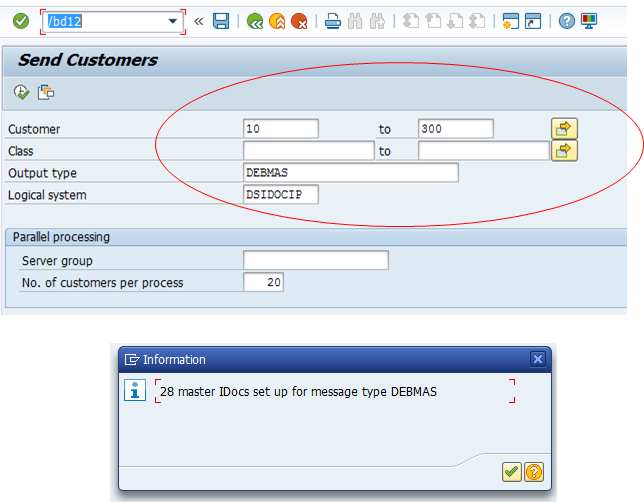 /bd12
Send Customers
Customer 10 to 300
Class to
Output type DEBMAS
Logical system DSIDOCIP
Parallel processing
Server group
No. of customers per process 20
Information
28 master IDocs set up for message type DEBMAS